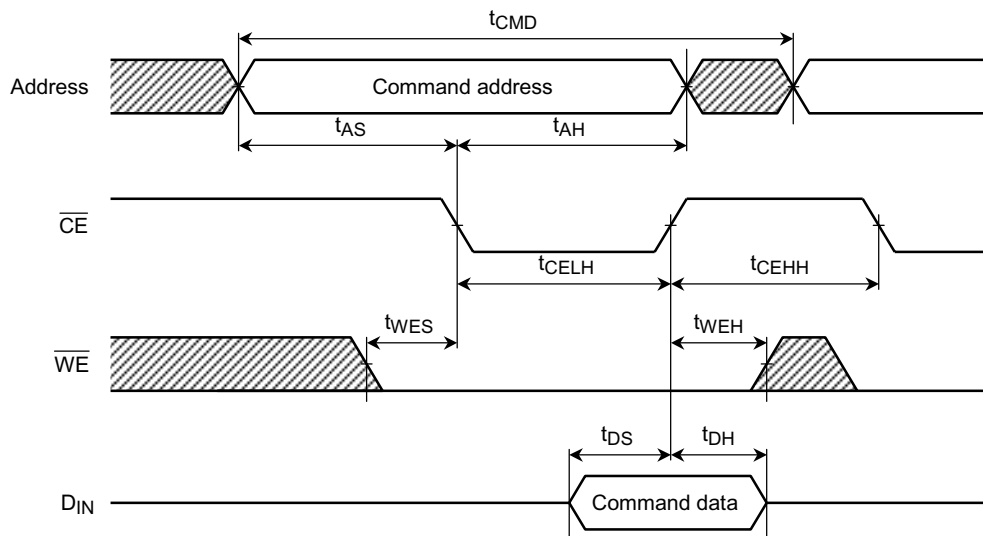 tCMD
Address
Command address
tAS
tAH
CE
tCELH
tCEHH
tWES
tWEH
WE
tDS
tDH
DIN
Command data